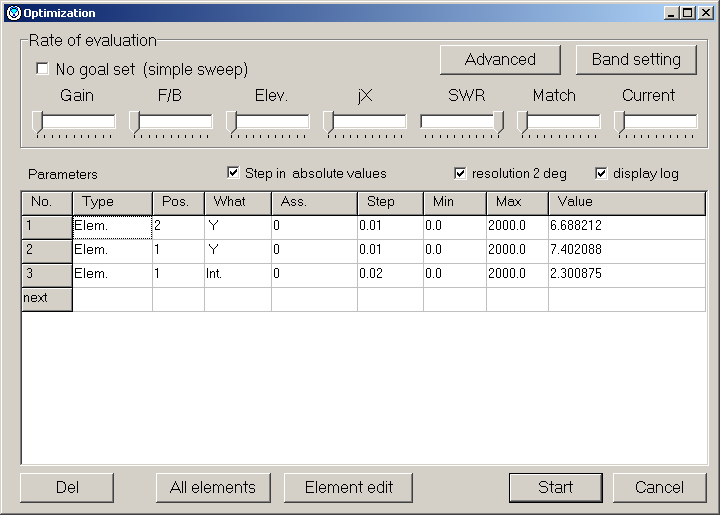 Optimization
Rate of evaluation
Advanced Band setting
No goal set (simple sweep)
Gain F/B Elev. jX SWR Match Current
Parameters Step in absolute values resolution 2 deg display log
No. Type Pos. What Ass. Step Min Max Value
1 Elem. 2 Y 0 0.01 0.0 2000.0 6.688212
2 Elem. 1 Y 0 0.01 0.0 2000.0 7.402088
3 Elem. 1 Int. 0 0.02 0.0 2000.0 2.300875
next
Del All elements Element edit Start Cancel